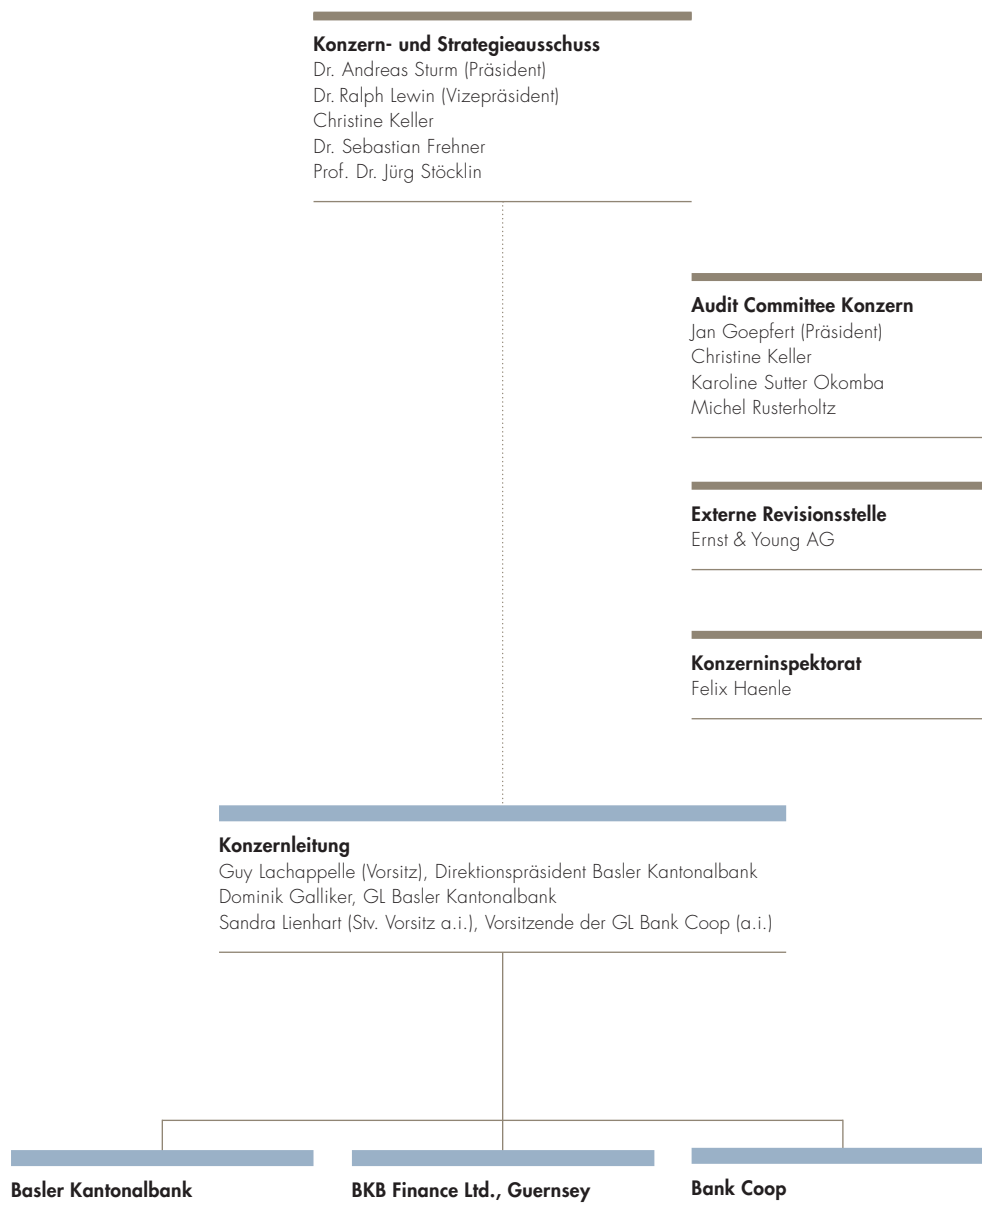 Konzern- und Strategieausschuss
Dr. Andreas Sturm (Präsident)
Dr. Ralph Lewin (Vizepräsident)
Christine Keller
Dr. Sebastian Frehner
Prof. Dr. Jürg Stöcklin
Audit Committee Konzern
Jan Goepfert (Präsident)
Christine Keller
Karoline Sutter Okomba
Michel Rusterholtz
Externe Revisionsstelle
Ernst & Young AG
Konzerninspektorat
Felix Haenle
Konzernleitung
Guy Lachappelle (Vorsitz), Direktionspräsident Basler Kantonalbank
Dominik Galliker, GL Basler Kantonalbank
Sandra Lienhart (Stv. Vorsitz a.i.), Vorsitzende der GL Bank Coop (a.i.)
Basler Kantonalbank
BKB Finance Ltd., Guernsey
Bank Coop